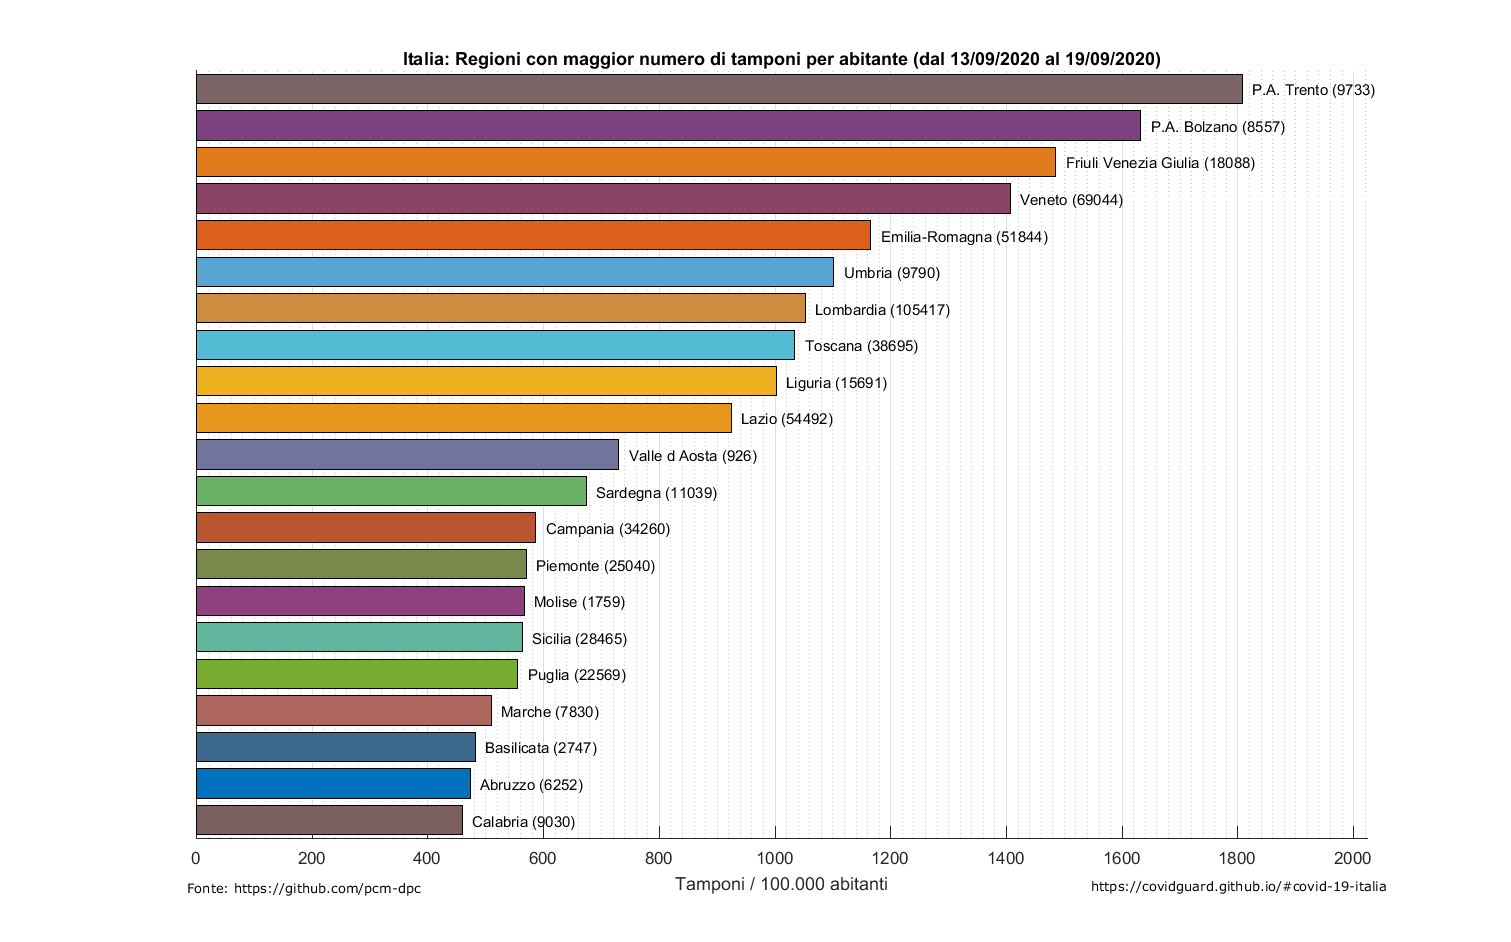 Italia: Regioni con maggior numero di tamponi per abitante (dal 13/09/2020 al 19/09/2020)
P.A. Trento (9733)
P.A. Bolzano (8557)
Friuli Venezia Giulia (18088)
Veneto (69044)
Emilia-Romagna (51844)
Umbria (9790)
Lombardia (105417)
Toscana (38695)
Liguria (15691)
Lazio (54492)
Valle d Aosta (926)
Sardegna (11039)
Campania (34260)
Piemonte (25040)
Molise (1759)
Sicilia (28465)
Puglia (22569)
Marche (7830)
Basilicata (2747)
Abruzzo (6252)
Calabria (9030)
0 200 400 600 800 1000 1200 1400 1600 1800 2000
Tamponi / 100.000 abitanti
Fonte: https://github.com/pcm-dpc
https://covidguard.github.io/#covid-19-italia